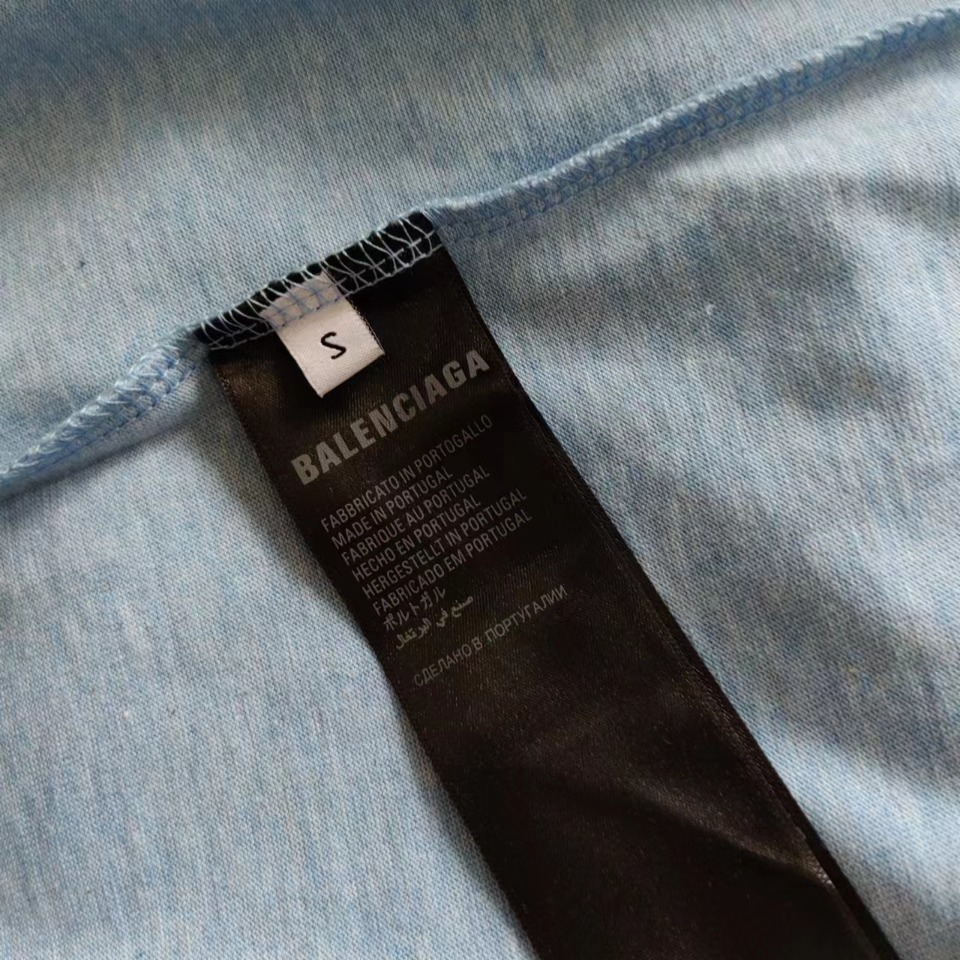 S
BALENCIAGA
FABBRICATO IN PORTOGALLO
MADE IN PORTUGAL
FABRIQUE AU PORTUGAL
HECHO EN PORTUGAL
HERGESTELLT IN PORTUGAL
FABRICADO EM PORTUGAL
ポルトガル
صنع في البرتغال
СДЕЛАНО В ПОРТУГАЛИИ